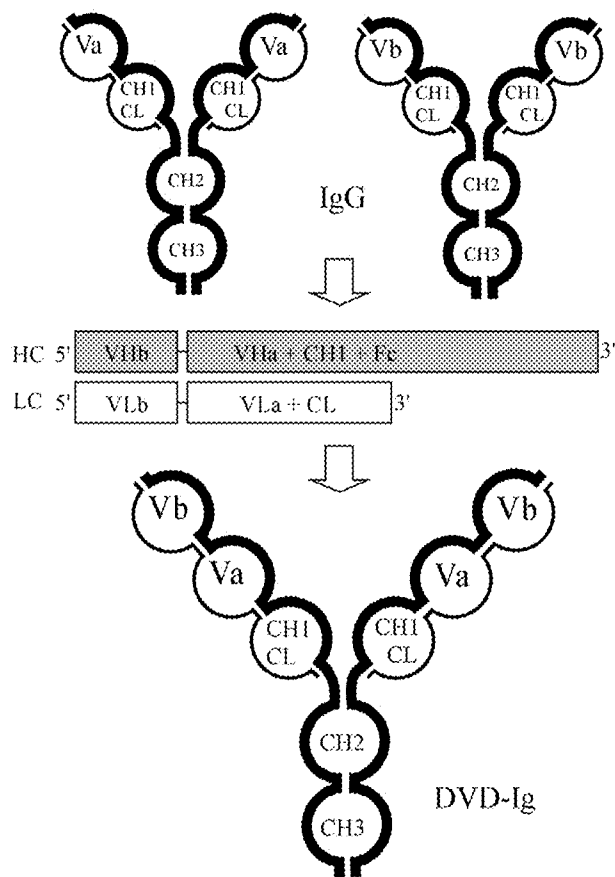 Va Va Vb Vb
CH1 CH1 CH1 CH1
CL CL CL CL
CH2 CH2
IgG
CH3 CH3
HC 5' VHb VHa + CH1 + Fc 3'
LC 5' VLb VLa + CL 3'
Vb Vb
Va Va
CH1 CH1
CL CL
CH2
DVD-Ig
CH3